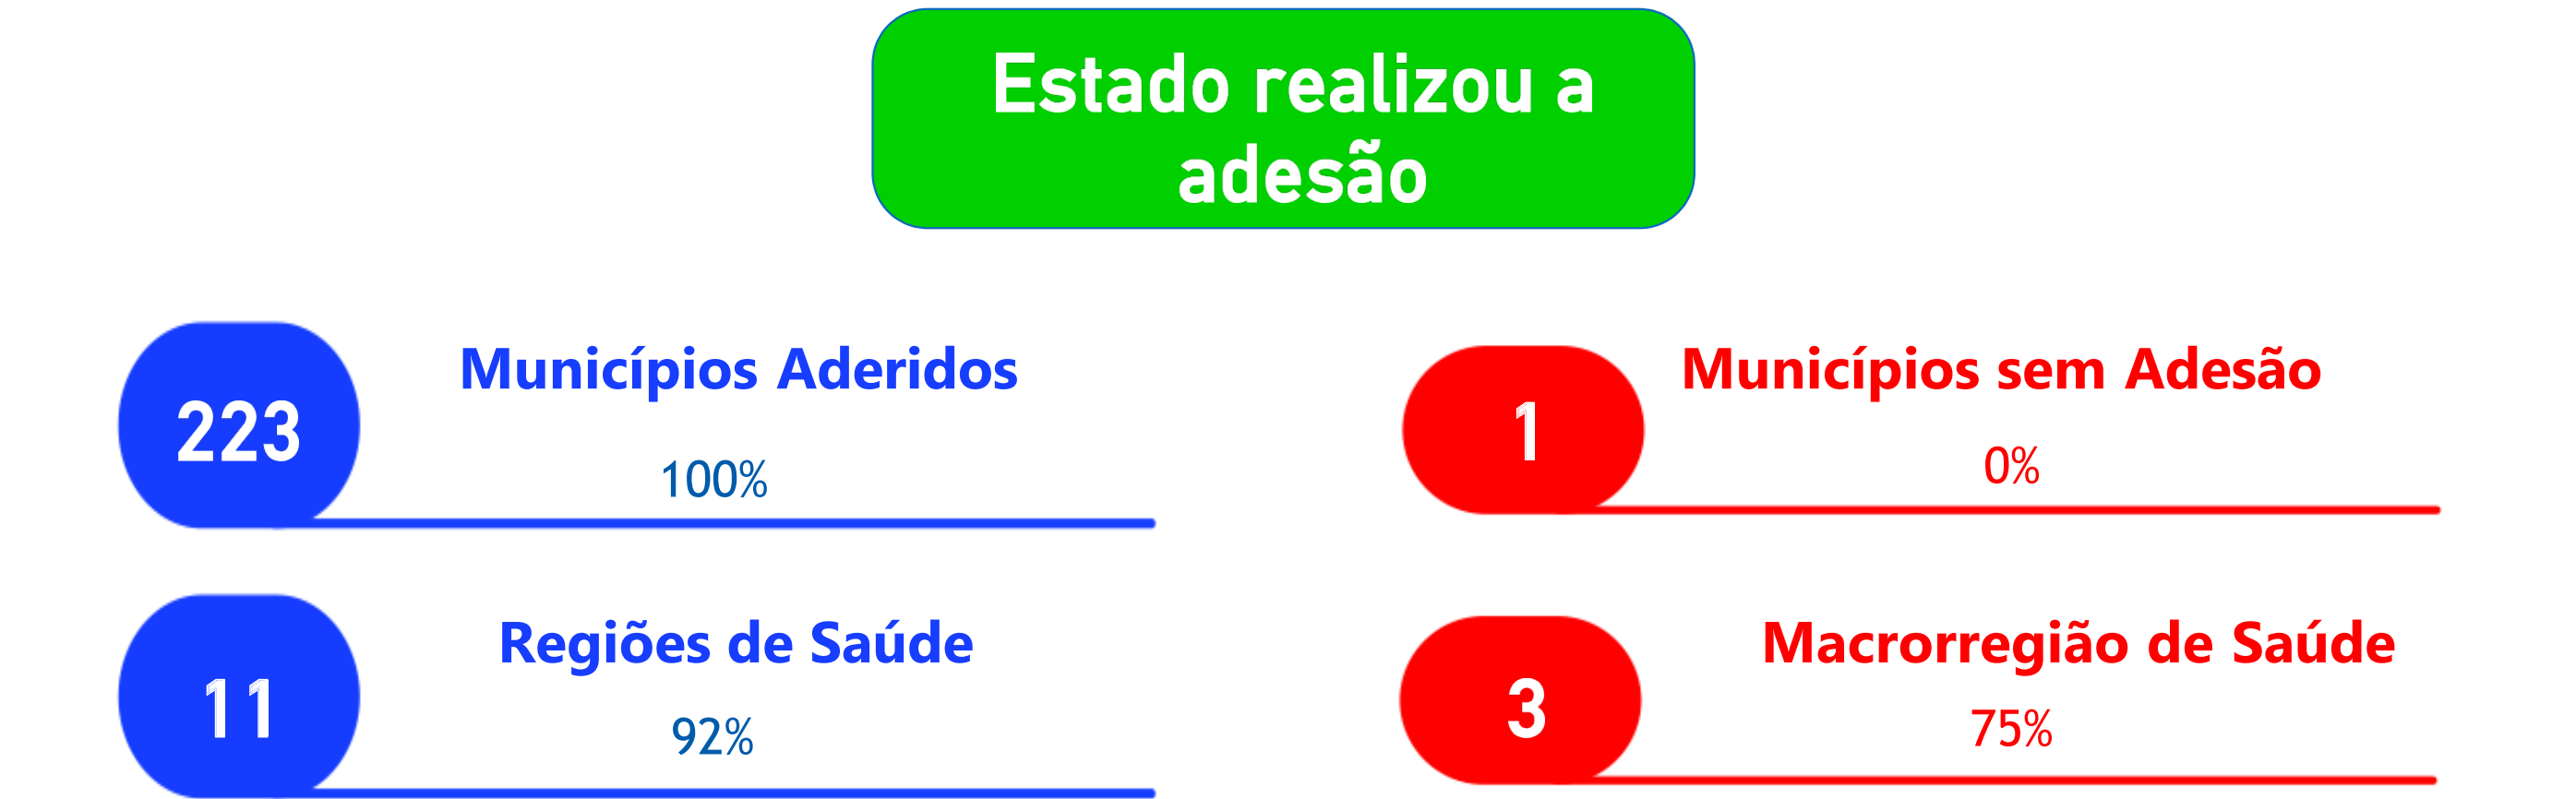 Estado realizou a
adesão
223
Municípios Aderidos
100%
1
Municípios sem Adesão
0%
11
Regiões de Saúde
92%
3
Macrorregião de Saúde
75%